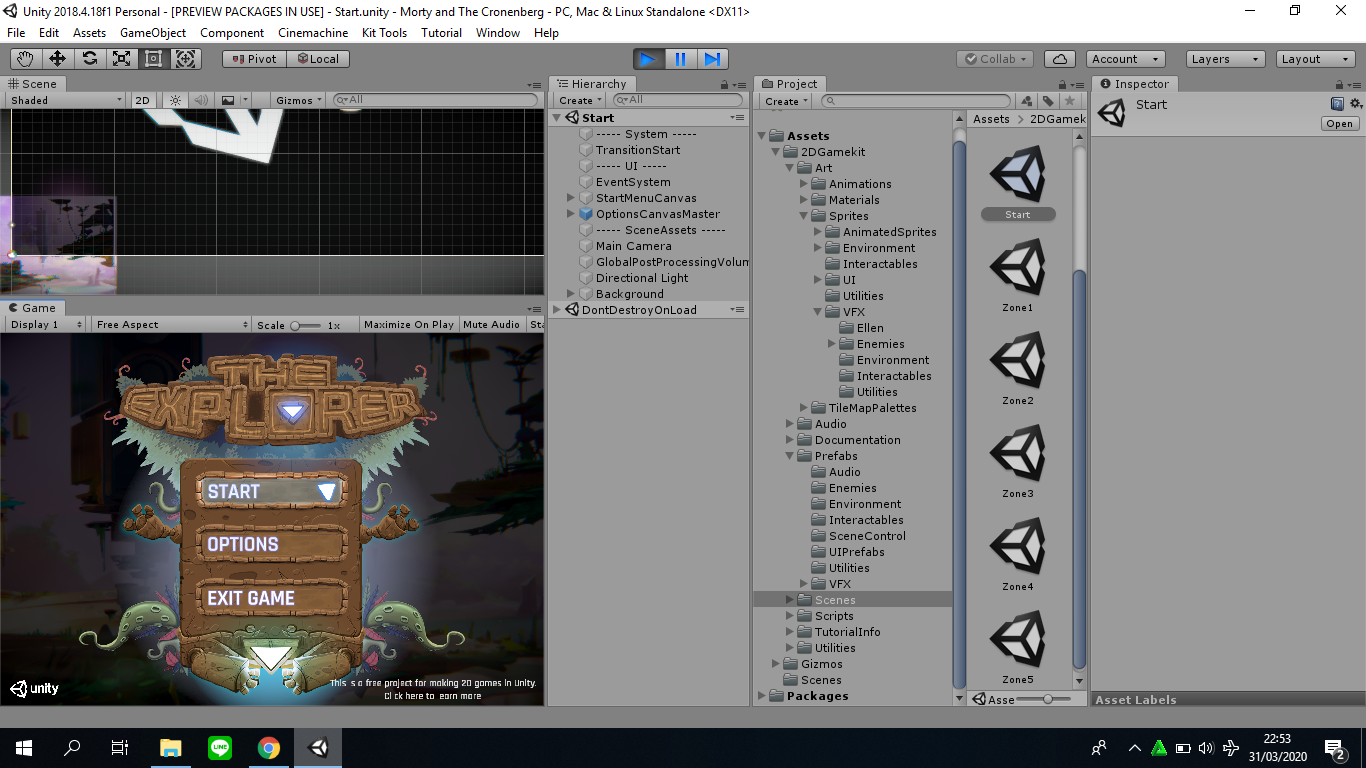 Unity 2018.4.18f1 Personal - [PREVIEW PACKAGES IN USE] - Start.unity - Morty and The Cronenberg - PC, Mac & Linux Standalone <DX11>
File Edit Assets GameObject Component Cinemachine Kit Tools Tutorial Window Help
Pivot Local Collab Account Layers Layout
Scene
Shaded 2D Gizmos All
Game
Display 1 Free Aspect Scale 1x Maximize On Play Mute Audio Sta
THE
EXPLORER
START
OPTIONS
EXIT GAME
unity
This is a free project for making 2D games in Unity.
Click here to learn more
Hierarchy
Create All
Start
----- System -----
TransitionStart
----- UI -----
EventSystem
StartMenuCanvas
OptionsCanvasMaster
----- SceneAssets -----
Main Camera
GlobalPostProcessingVolum
Directional Light
Background
DontDestroyOnLoad
Project
Create
Assets
2DGamekit
Art
Animations
Materials
Sprites
AnimatedSprites
Environment
Interactables
UI
Utilities
VFX
Ellen
Enemies
Environment
Interactables
Utilities
TileMapPalettes
Audio
Documentation
Prefabs
Audio
Enemies
Environment
Interactables
SceneControl
UIPrefabs
Utilities
VFX
Scenes
Scripts
TutorialInfo
Utilities
Gizmos
Scenes
Packages
Assets 2DGamek
Start
Zone1
Zone2
Zone3
Zone4
Zone5
Asse
Inspector
Start
Open
Asset Labels
LINE
22:53
31/03/2020
2